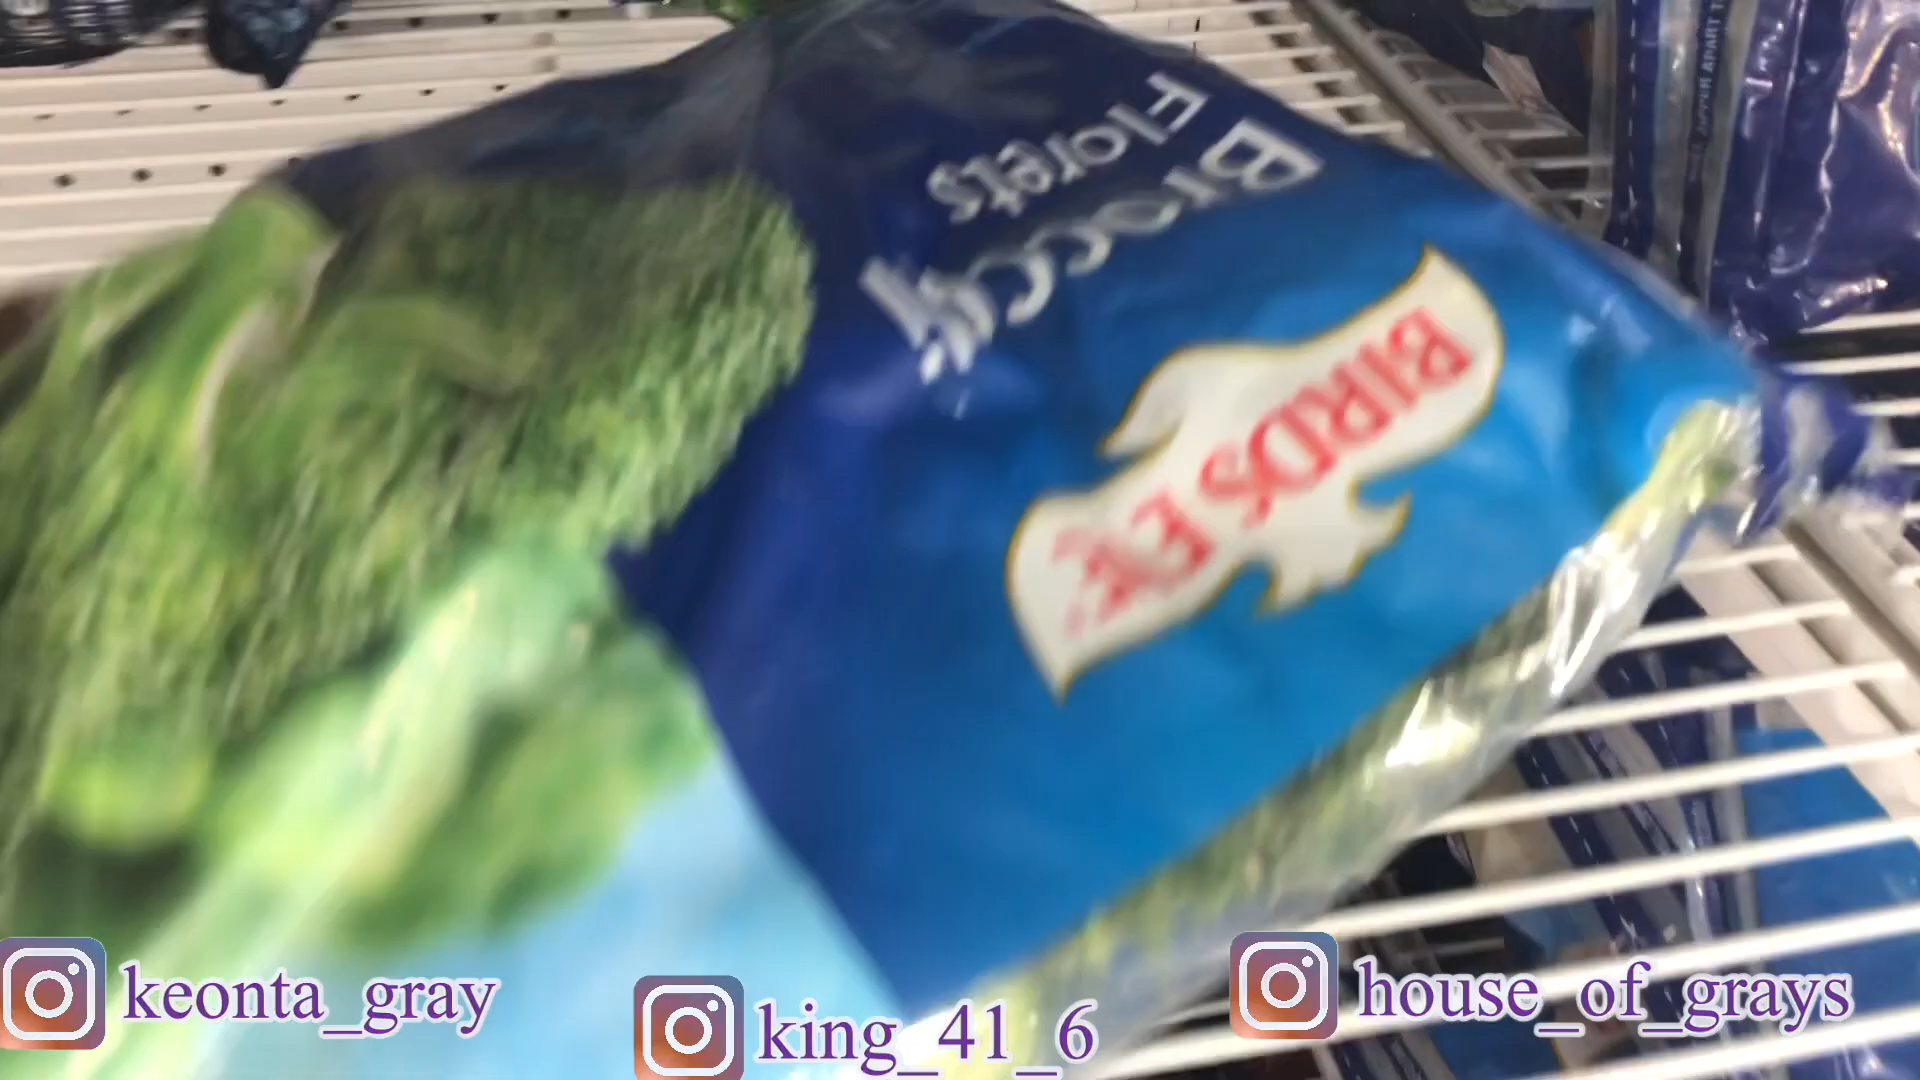 BIRDS EYE
Broccoli
Florets
keonta_gray
king_41_6
house_of_grays